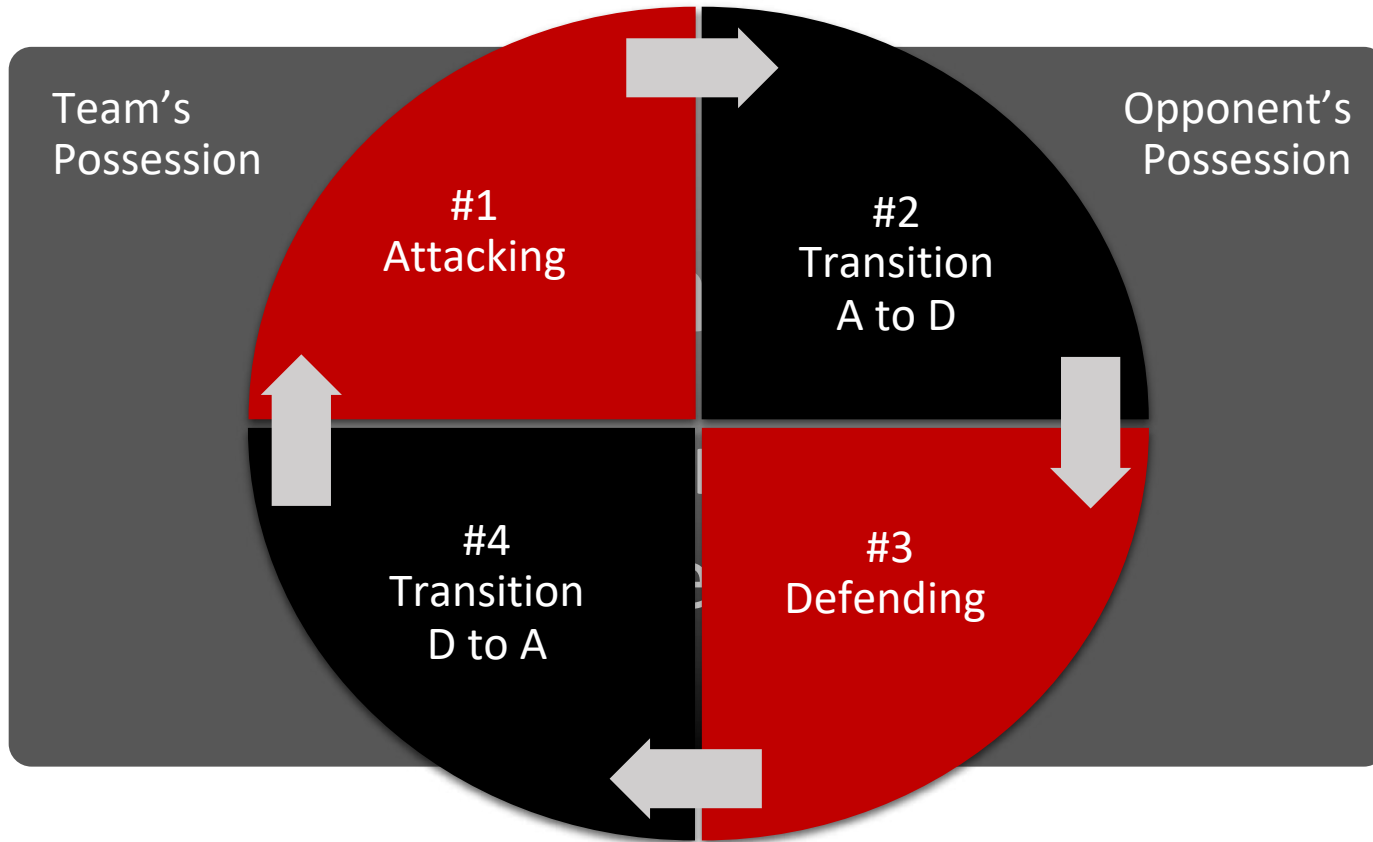 Team's
Possession
Opponent's
Possession
#1
Attacking
#2
Transition
A to D
#3
Defending
#4
Transition
D to A